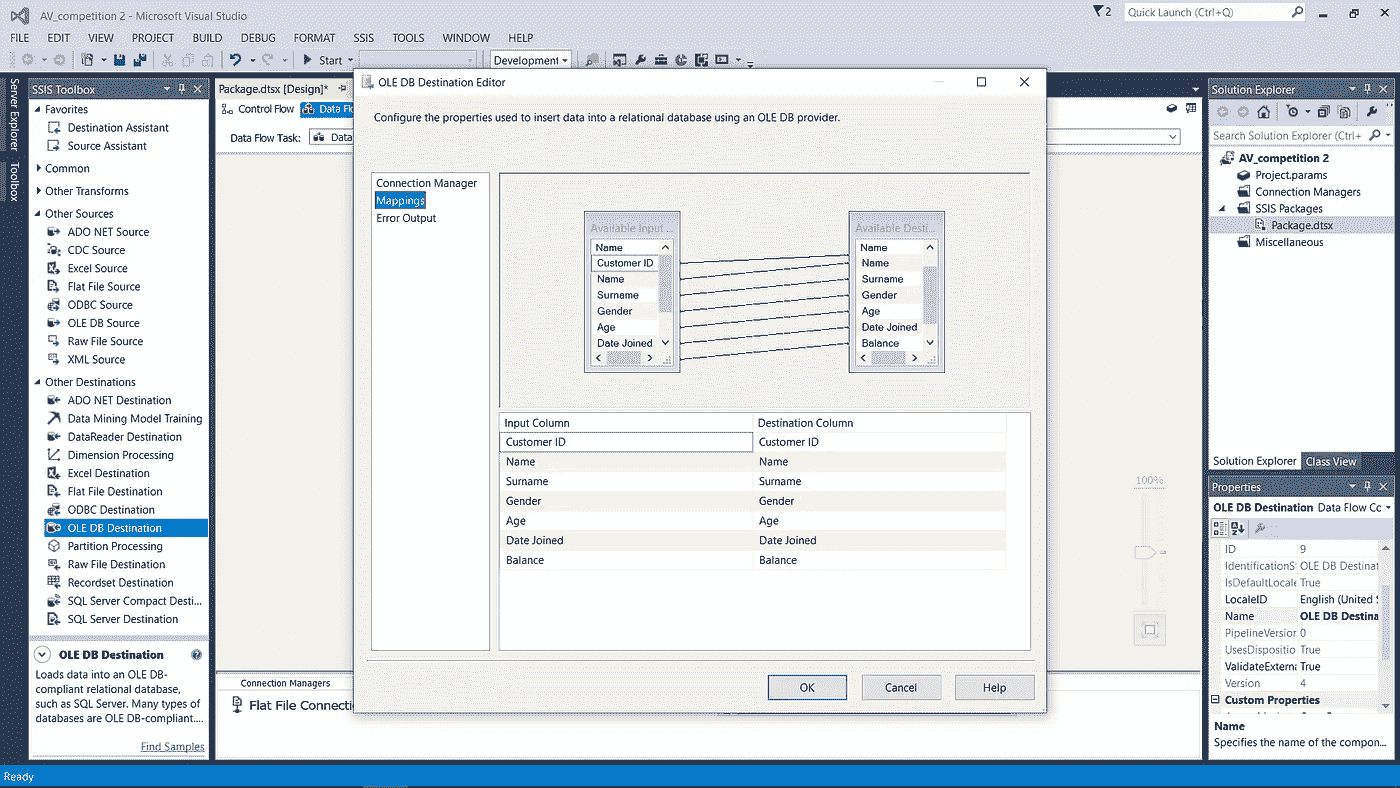 AV_competition 2 - Microsoft Visual Studio
2
Quick Launch (Ctrl+Q)
FILE EDIT VIEW PROJECT BUILD DEBUG FORMAT SSIS TOOLS WINDOW HELP
Start
Development
Server Explorer
Toolbox
SSIS Toolbox
Favorites
Destination Assistant
Source Assistant
Common
Other Transforms
Other Sources
ADO NET Source
CDC Source
Excel Source
Flat File Source
ODBC Source
OLE DB Source
Raw File Source
XML Source
Other Destinations
ADO NET Destination
Data Mining Model Training
DataReader Destination
Dimension Processing
Excel Destination
Flat File Destination
ODBC Destination
OLE DB Destination
Partition Processing
Raw File Destination
Recordset Destination
SQL Server Compact Desti...
SQL Server Destination
OLE DB Destination
Loads data into an OLE DB-
compliant relational database,
such as SQL Server. Many types of
databases are OLE DB-compliant....
Find Samples
Package.dtsx [Design]*
Control Flow
Data Fl
Data Flow Task:
Data
Connection Managers
Flat File Connecti
100%
OLE DB Destination Editor
Configure the properties used to insert data into a relational database using an OLE DB provider.
Connection Manager
Mappings
Error Output
Available Input ...
Name
Customer ID
Name
Surname
Gender
Age
Date Joined
Available Desti...
Name
Name
Surname
Gender
Age
Date Joined
Balance
Input Column Destination Column
Customer ID Customer ID
Name Name
Surname Surname
Gender Gender
Age Age
Date Joined Date Joined
Balance Balance
OK Cancel Help
Solution Explorer
Search Solution Explorer (Ctrl+
AV_competition 2
Project.params
Connection Managers
SSIS Packages
Package.dtsx
Miscellaneous
Solution Explorer Class View
Properties
OLE DB Destination Data Flow Co
ID 9
IdentificationS OLE DB Destinat
IsDefaultLocale True
LocaleID English (United S
Name OLE DB Destina
PipelineVersion 0
UsesDispositio True
ValidateExterna True
Version 4
Custom Properties
Name
Specifies the name of the compon...
Ready